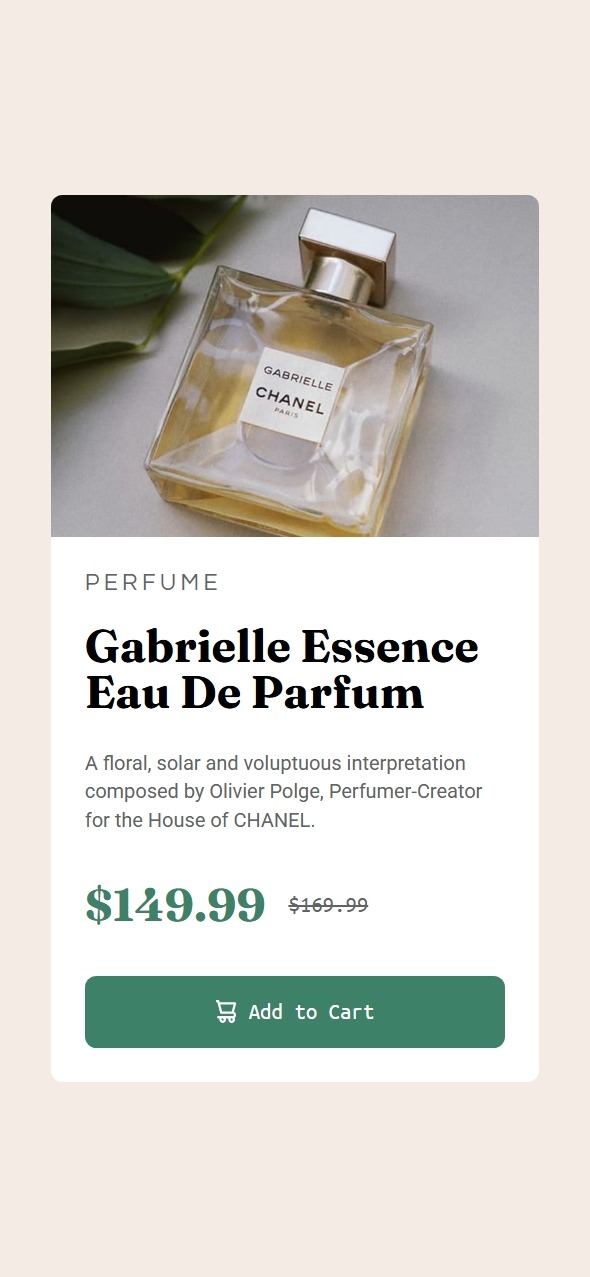 GABRIELLE
CHANEL
PARIS
PERFUME
Gabrielle Essence
Eau De Parfum
A floral, solar and voluptuous interpretation
composed by Olivier Polge, Perfumer-Creator
for the House of CHANEL.
$149.99 $169.99
Add to Cart